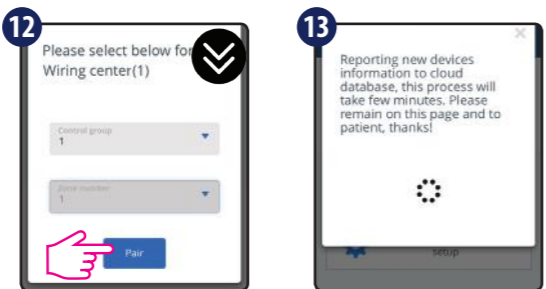 12
Please select below for
Wiring center(1)
Control group
1
Zone number
1
Pair
13
Reporting new devices
information to cloud
database, this process will
take few minutes. Please
remain on this page and to
patient, thanks!
setup